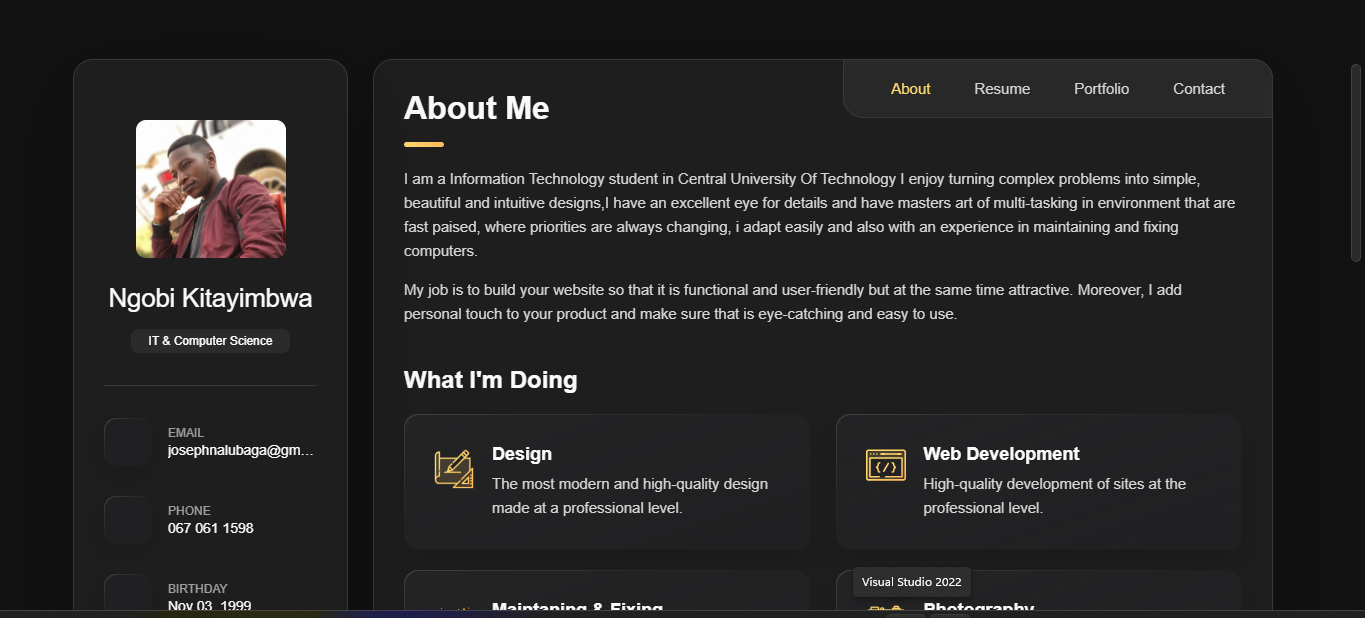 About
Resume
Portfolio
Contact
About Me
I am a Information Technology student in Central University Of Technology I enjoy turning complex problems into simple,
beautiful and intuitive designs,I have an excellent eye for details and have masters art of multi-tasking in environment that are
fast paised, where priorities are always changing, i adapt easily and also with an experience in maintaining and fixing
computers.
My job is to build your website so that it is functional and user-friendly but at the same time attractive. Moreover, I add
personal touch to your product and make sure that is eye-catching and easy to use.
Ngobi Kitayimbwa
IT & Computer Science
EMAIL
josephnalubaga@gm...
PHONE
067 061 1598
BIRTHDAY
Nov 03, 1999
What I'm Doing
Design
The most modern and high-quality design
made at a professional level.
Web Development
</>
High-quality development of sites at the
professional level.
Maintaning & Fixing
Visual Studio 2022
Photography